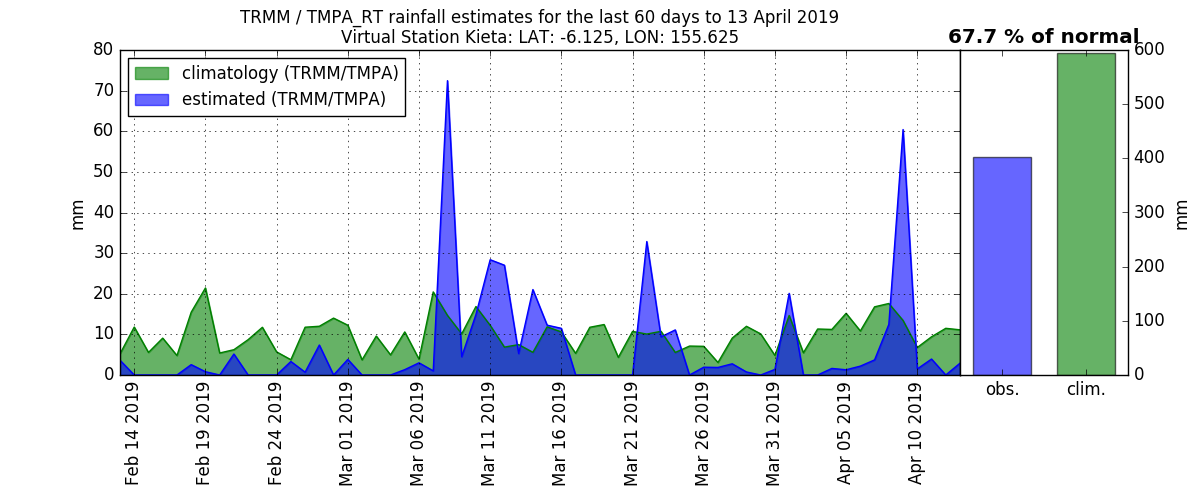 TRMM / TMPA_RT rainfall estimates for the last 60 days to 13 April 2019
Virtual Station Kieta: LAT: -6.125, LON: 155.625
67.7 % of normal
climatology (TRMM/TMPA)
estimated (TRMM/TMPA)
mm
80
70
60
50
40
30
20
10
0
Feb 14 2019
Feb 19 2019
Feb 24 2019
Mar 01 2019
Mar 06 2019
Mar 11 2019
Mar 16 2019
Mar 21 2019
Mar 26 2019
Mar 31 2019
Apr 05 2019
Apr 10 2019
600
500
400
300
200
100
0
mm
obs.
clim.